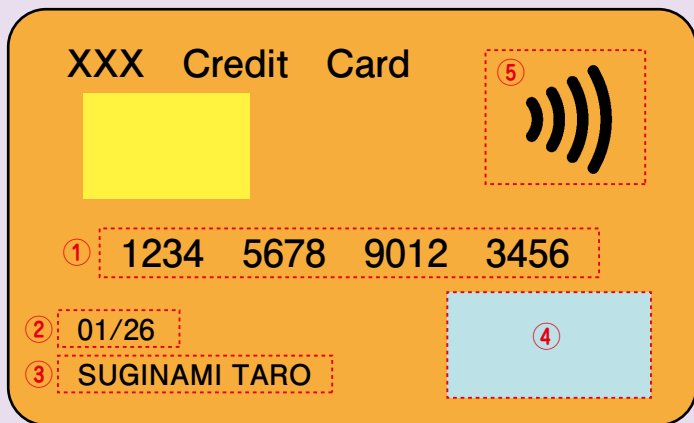 XXX Credit Card
⑤
① 1234 5678 9012 3456
② 01/26
④
③ SUGINAMI TARO